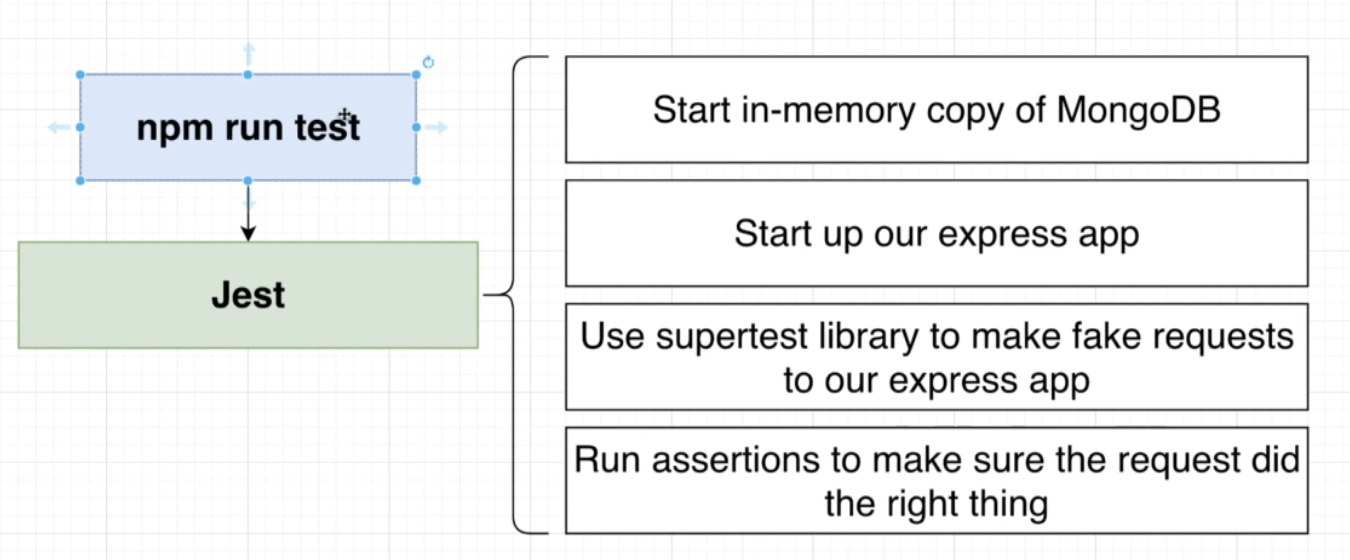 npm run test
Jest
Start in-memory copy of MongoDB
Start up our express app
Use supertest library to make fake requests
to our express app
Run assertions to make sure the request did
the right thing